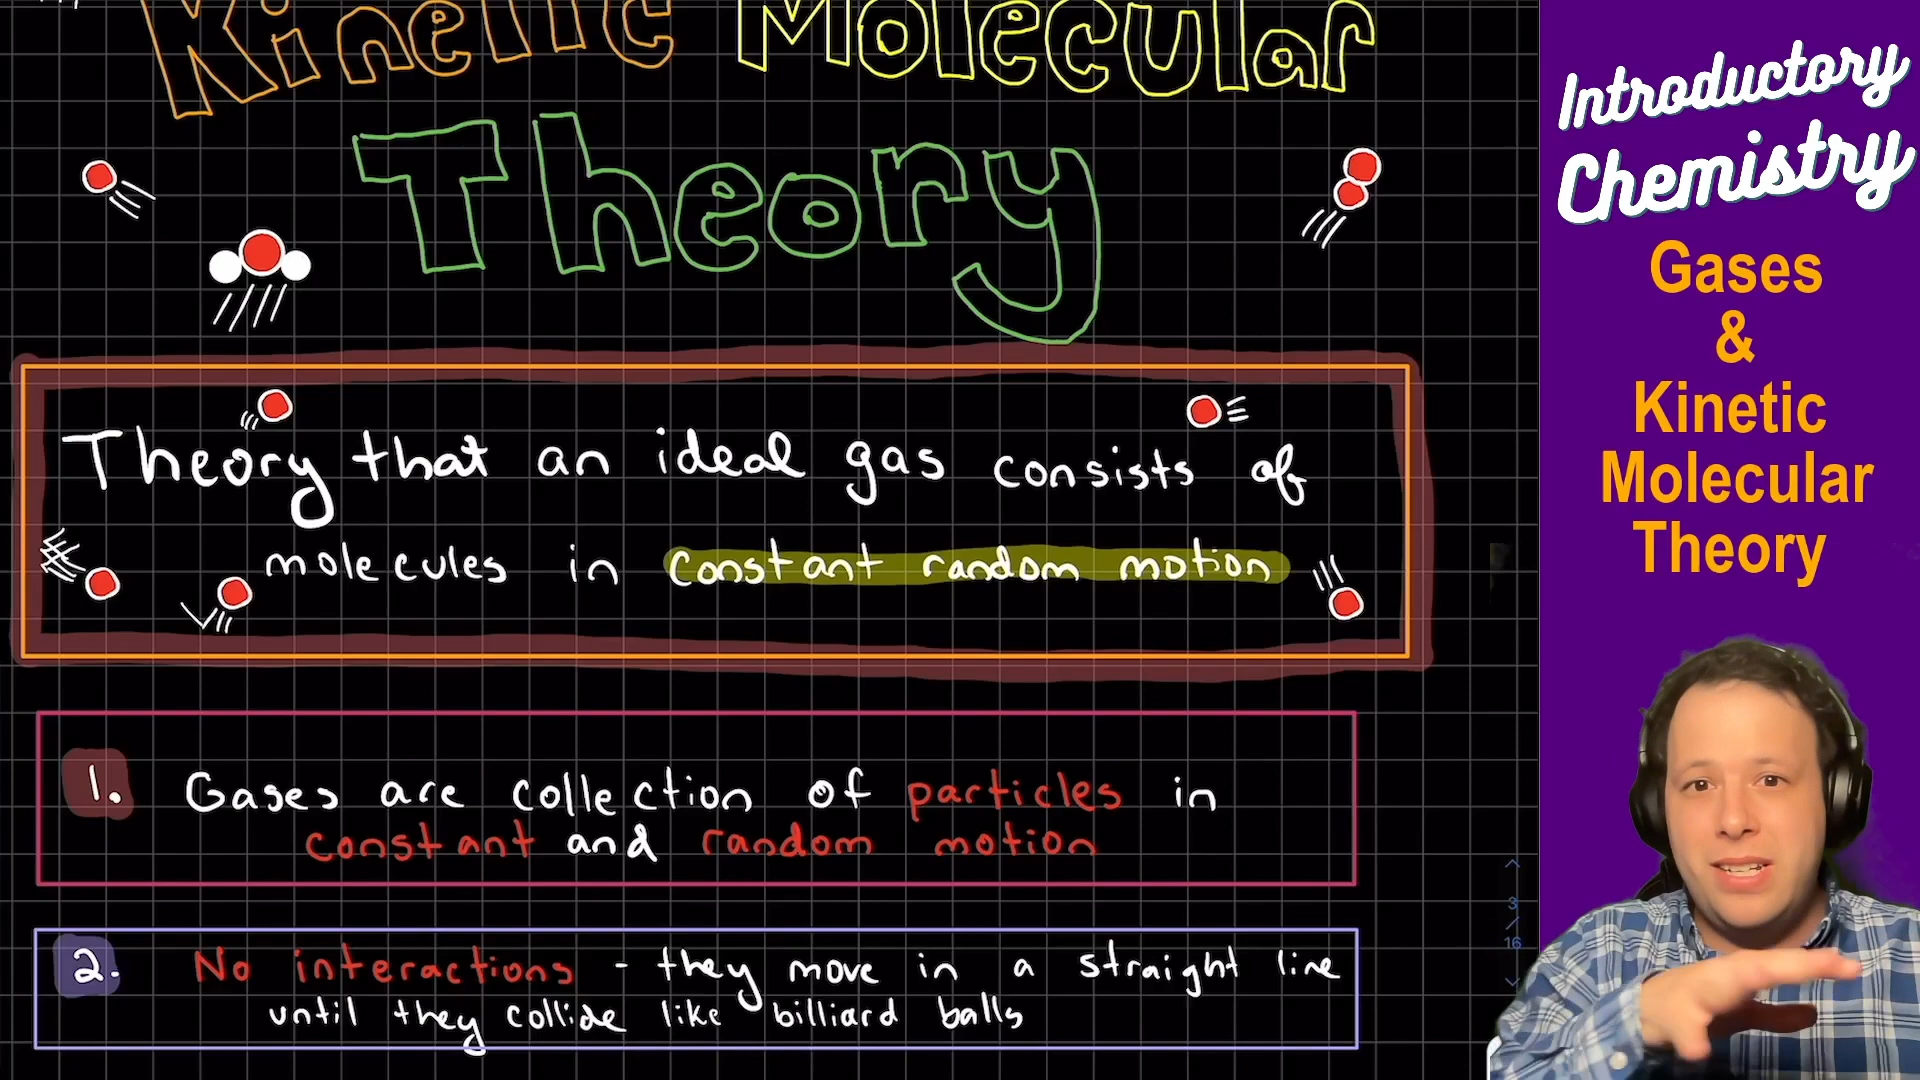 Kinetic Molecular
Theory
Theory that an ideal gas consists of
molecules in constant random motion
1. Gases are collection of particles in
constant and random motion
2. No interactions - they move in a straight line
until they collide like billiard balls
3
/
16
Introductory
Chemistry
Gases
&
Kinetic
Molecular
Theory